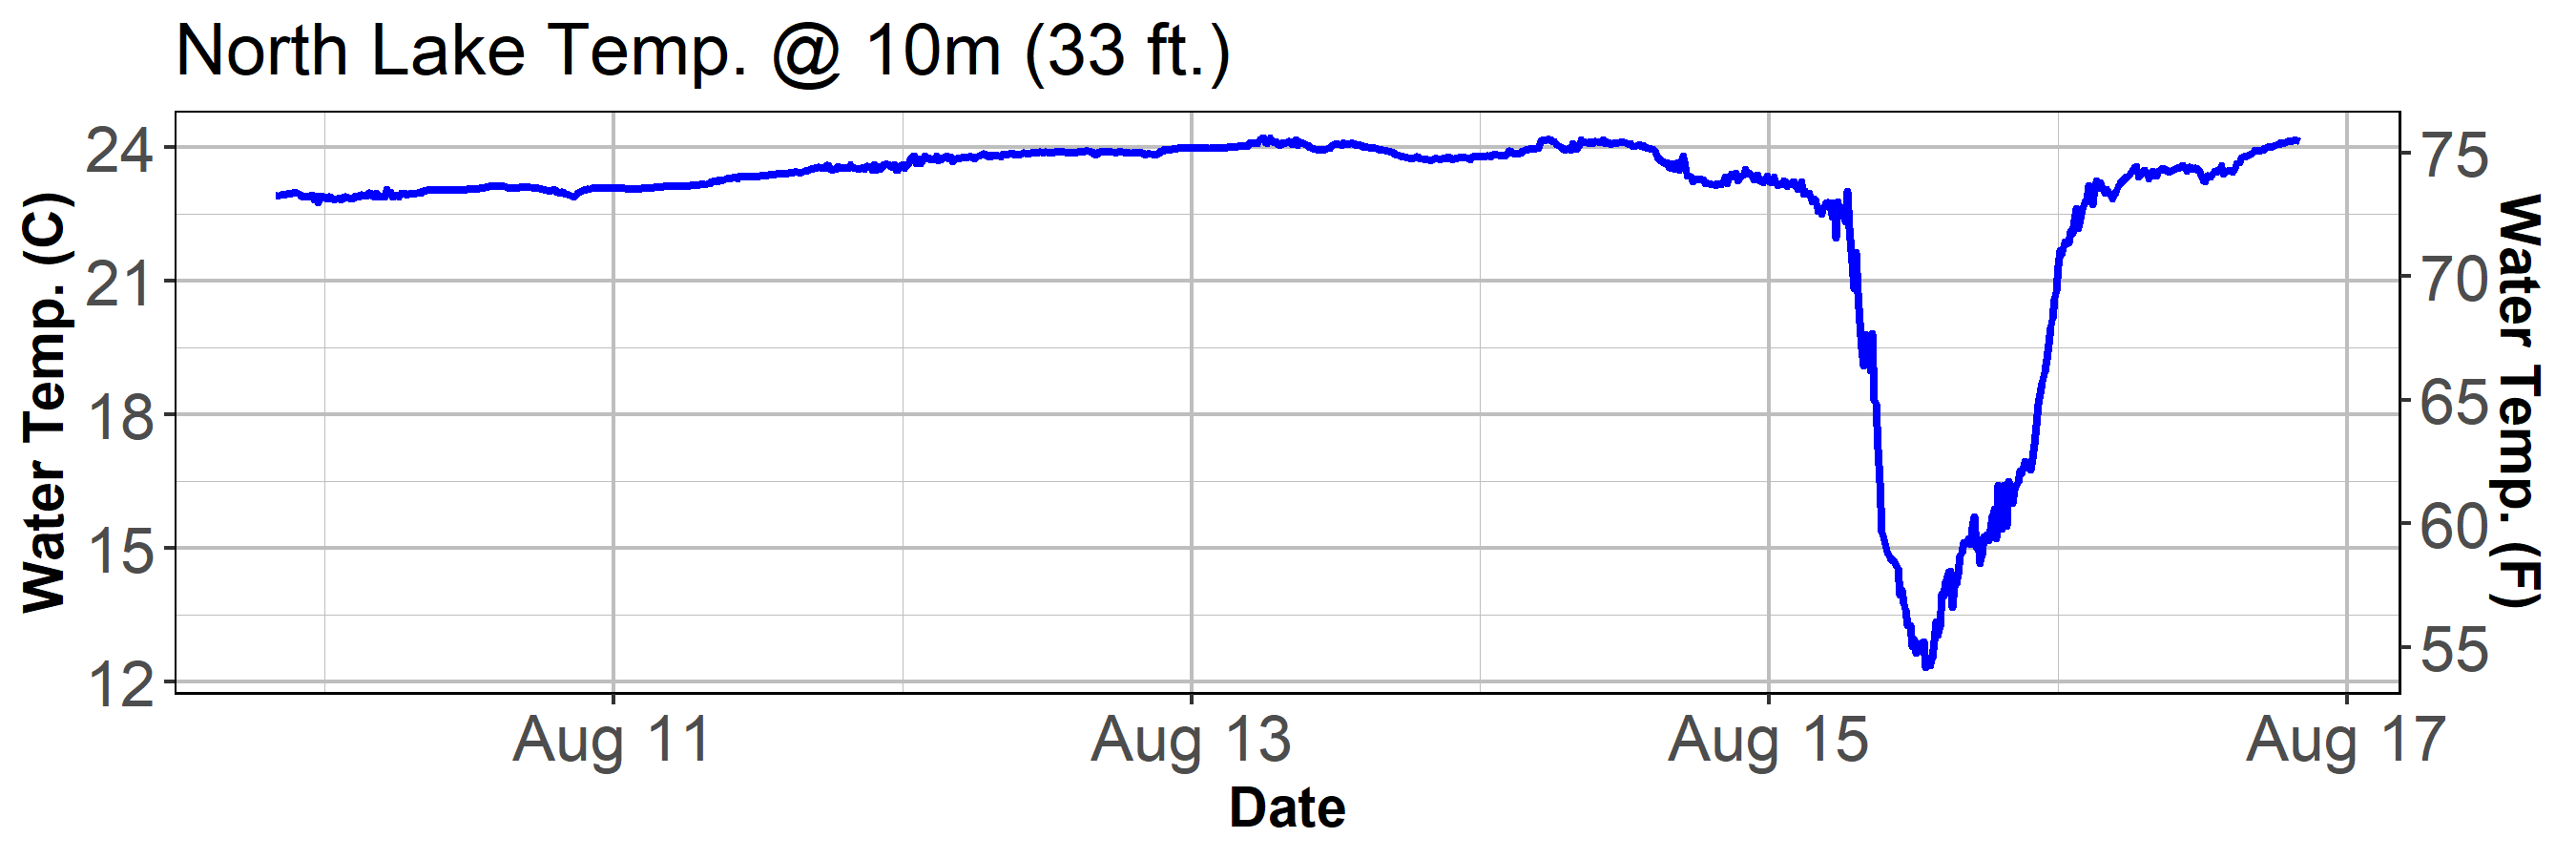 North Lake Temp. @ 10m (33 ft.)
Water Temp. (C)
24
21
18
15
12
75
70
65
60
55
Water Temp. (F)
Aug 11 Aug 13 Aug 15 Aug 17
Date